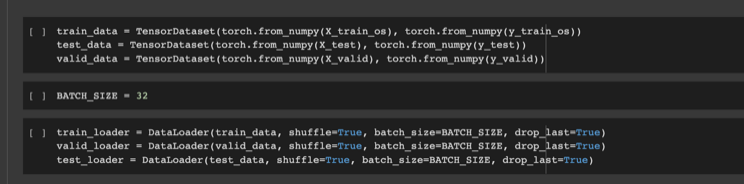 [ ] train_data = TensorDataset(torch.from_numpy(X_train_os), torch.from_numpy(y_train_os))
test_data = TensorDataset(torch.from_numpy(X_test), torch.from_numpy(y_test))
valid_data = TensorDataset(torch.from_numpy(X_valid), torch.from_numpy(y_valid))
[ ] BATCH_SIZE = 32
[ ] train_loader = DataLoader(train_data, shuffle=True, batch_size=BATCH_SIZE, drop_last=True)
valid_loader = DataLoader(valid_data, shuffle=True, batch_size=BATCH_SIZE, drop_last=True)
test_loader = DataLoader(test_data, shuffle=True, batch_size=BATCH_SIZE, drop_last=True)